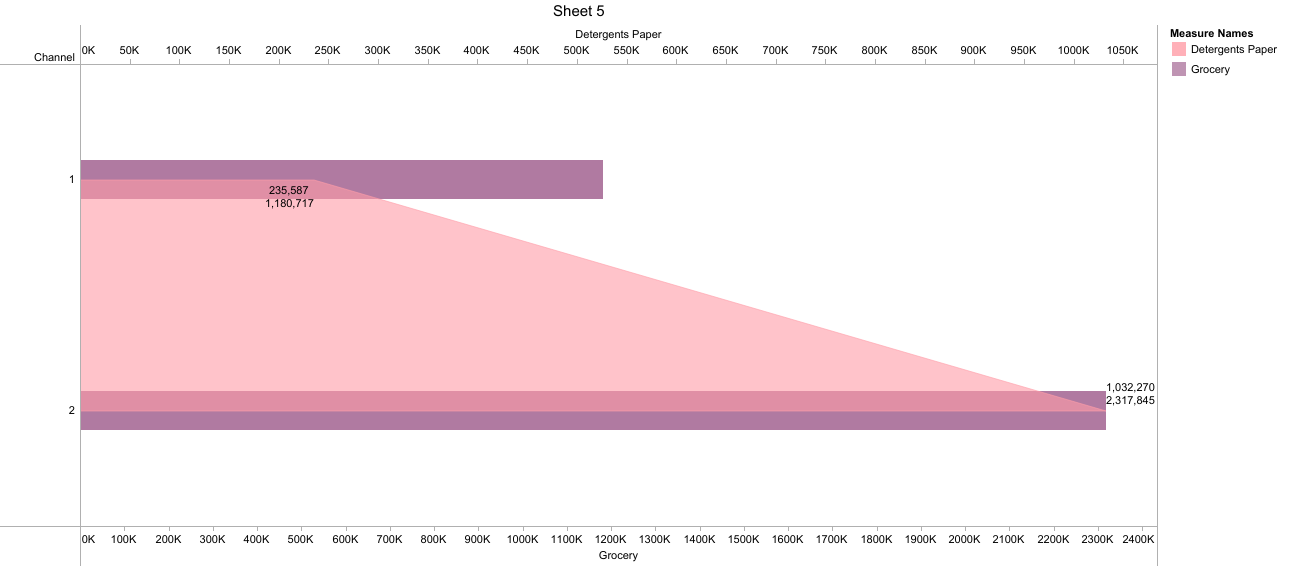 Sheet 5
Detergents Paper
Channel
0K 50K 100K 150K 200K 250K 300K 350K 400K 450K 500K 550K 600K 650K 700K 750K 800K 850K 900K 950K 1000K 1050K
Measure Names
Detergents Paper
Grocery
1
235,587
1,180,717
1,032,270
2,317,845
2
0K 100K 200K 300K 400K 500K 600K 700K 800K 900K 1000K 1100K 1200K 1300K 1400K 1500K 1600K 1700K 1800K 1900K 2000K 2100K 2200K 2300K 2400K
Grocery